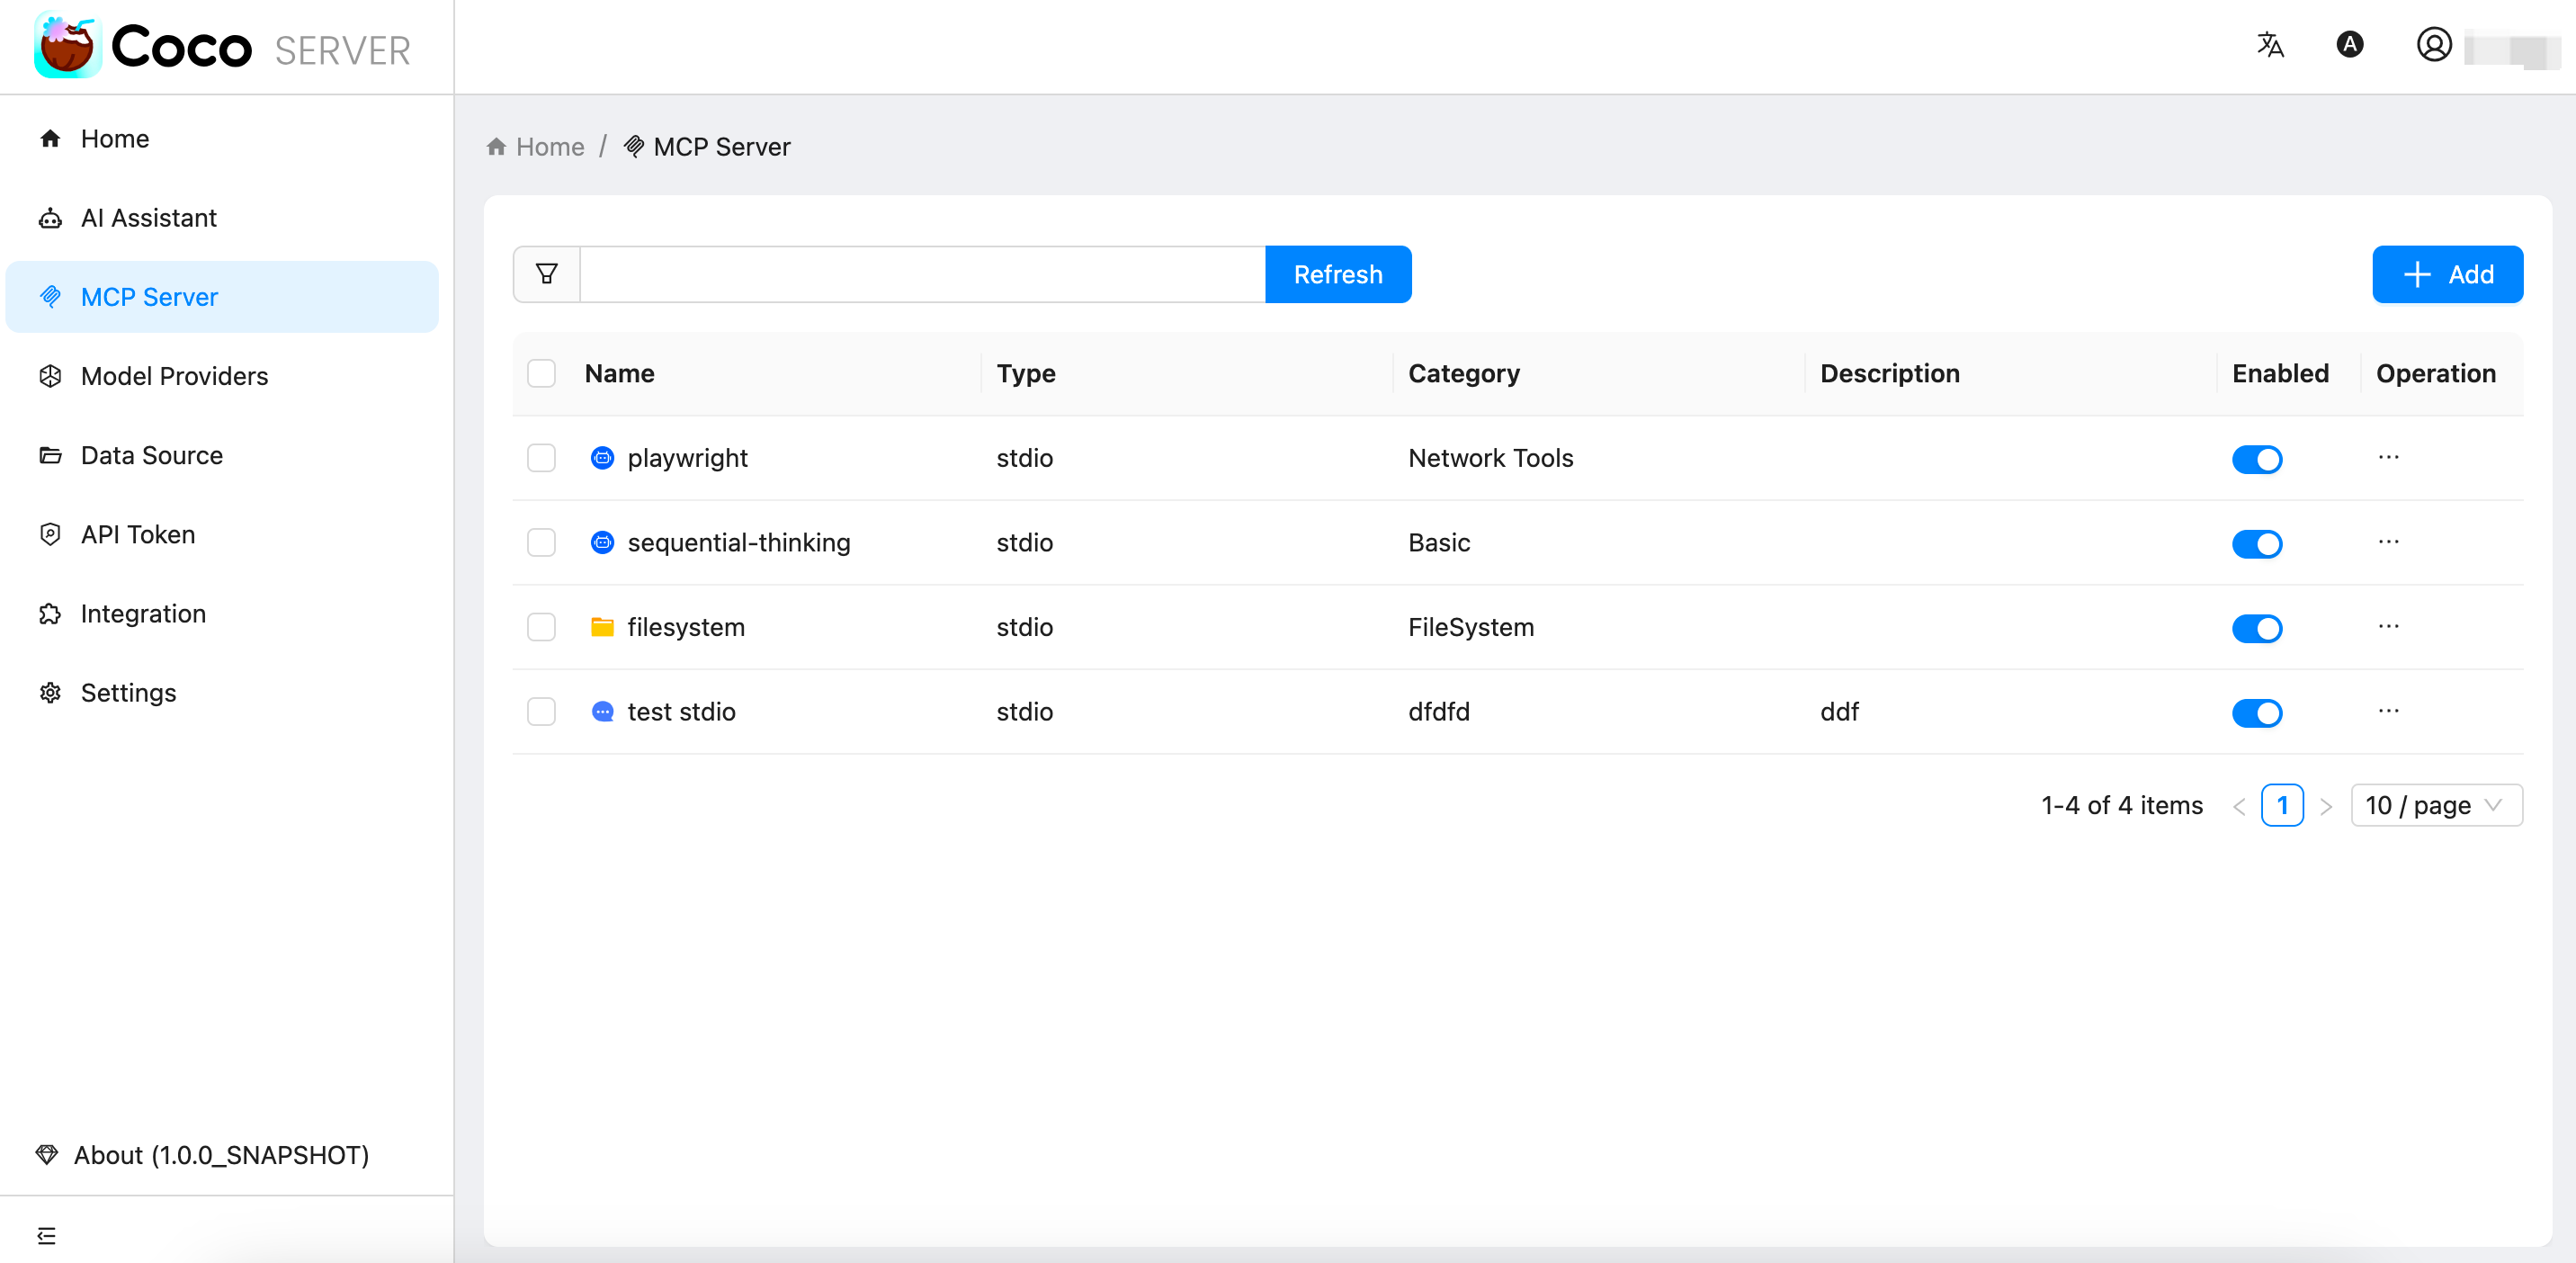 Coco SERVER
A
Home
AI Assistant
MCP Server
Model Providers
Data Source
API Token
Integration
Settings
About (1.0.0_SNAPSHOT)
Home / MCP Server
Refresh
Add
Name Type Category Description Enabled Operation
playwright stdio Network Tools
sequential-thinking stdio Basic
filesystem stdio FileSystem
test stdio stdio dfdfd ddf
1-4 of 4 items 1 10 / page